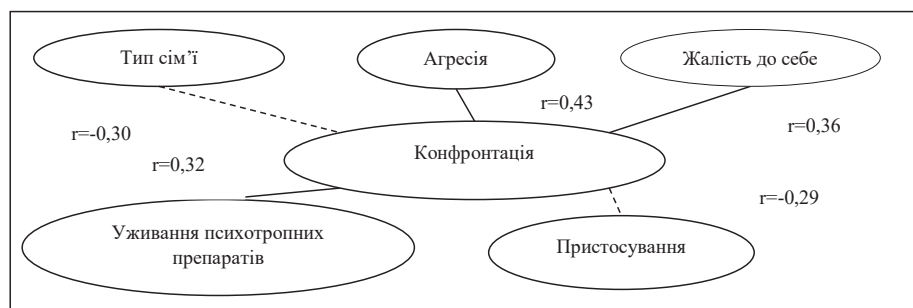 Тип сім’ї
Агресія
Жалість до себе
r=-0,30
r=0,43
r=0,36
r=0,32
Конфронтація
r=-0,29
Уживання психотропних
препаратів
Пристосування